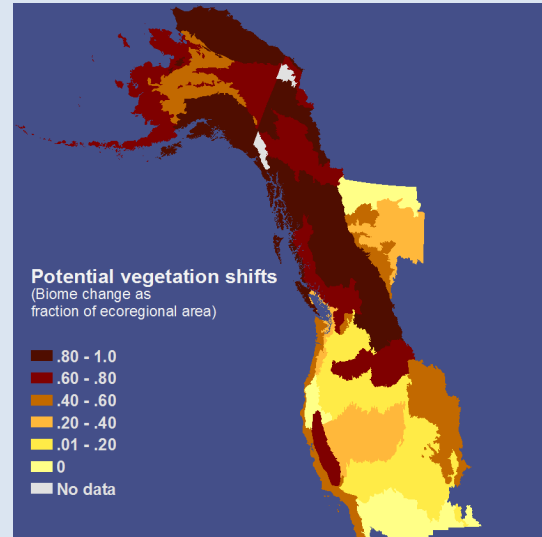 Potential vegetation shifts
(Biome change as
fraction of ecoregional area)
.80 - 1.0
.60 - .80
.40 - .60
.20 - .40
.01 - .20
0
No data